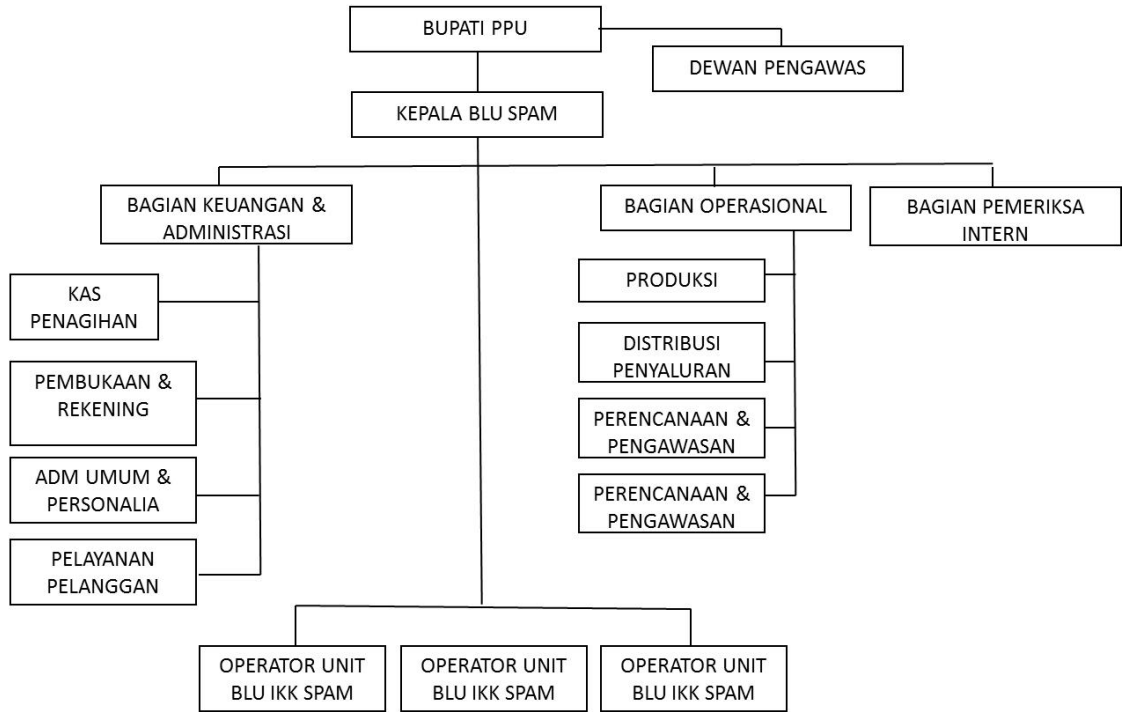 BUPATI PPU
DEWAN PENGAWAS
KEPALA BLU SPAM
BAGIAN KEUANGAN &
ADMINISTRASI
BAGIAN OPERASIONAL
BAGIAN PEMERIKSA
INTERN
KAS
PENAGIHAN
PEMBUKAAN &
REKENING
ADM UMUM &
PERSONALIA
PELAYANAN
PELANGGAN
PRODUKSI
DISTRIBUSI
PENYALURAN
PERENCANAAN &
PENGAWASAN
PERENCANAAN &
PENGAWASAN
OPERATOR UNIT
BLU IKK SPAM
OPERATOR UNIT
BLU IKK SPAM
OPERATOR UNIT
BLU IKK SPAM